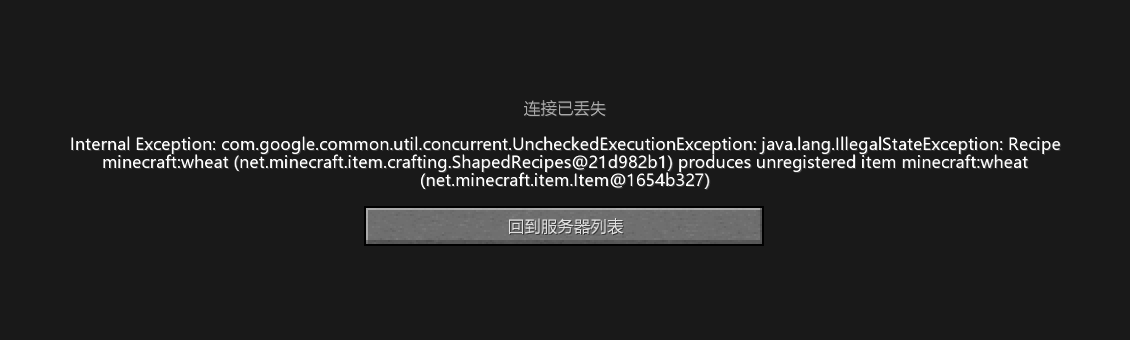 连接已丢失
Internal Exception: com.google.common.util.concurrent.UncheckedExecutionException: java.lang.IllegalStateException: Recipe
minecraft:wheat (net.minecraft.item.crafting.ShapedRecipes@21d982b1) produces unregistered item minecraft:wheat
(net.minecraft.item.Item@1654b327)
回到服务器列表